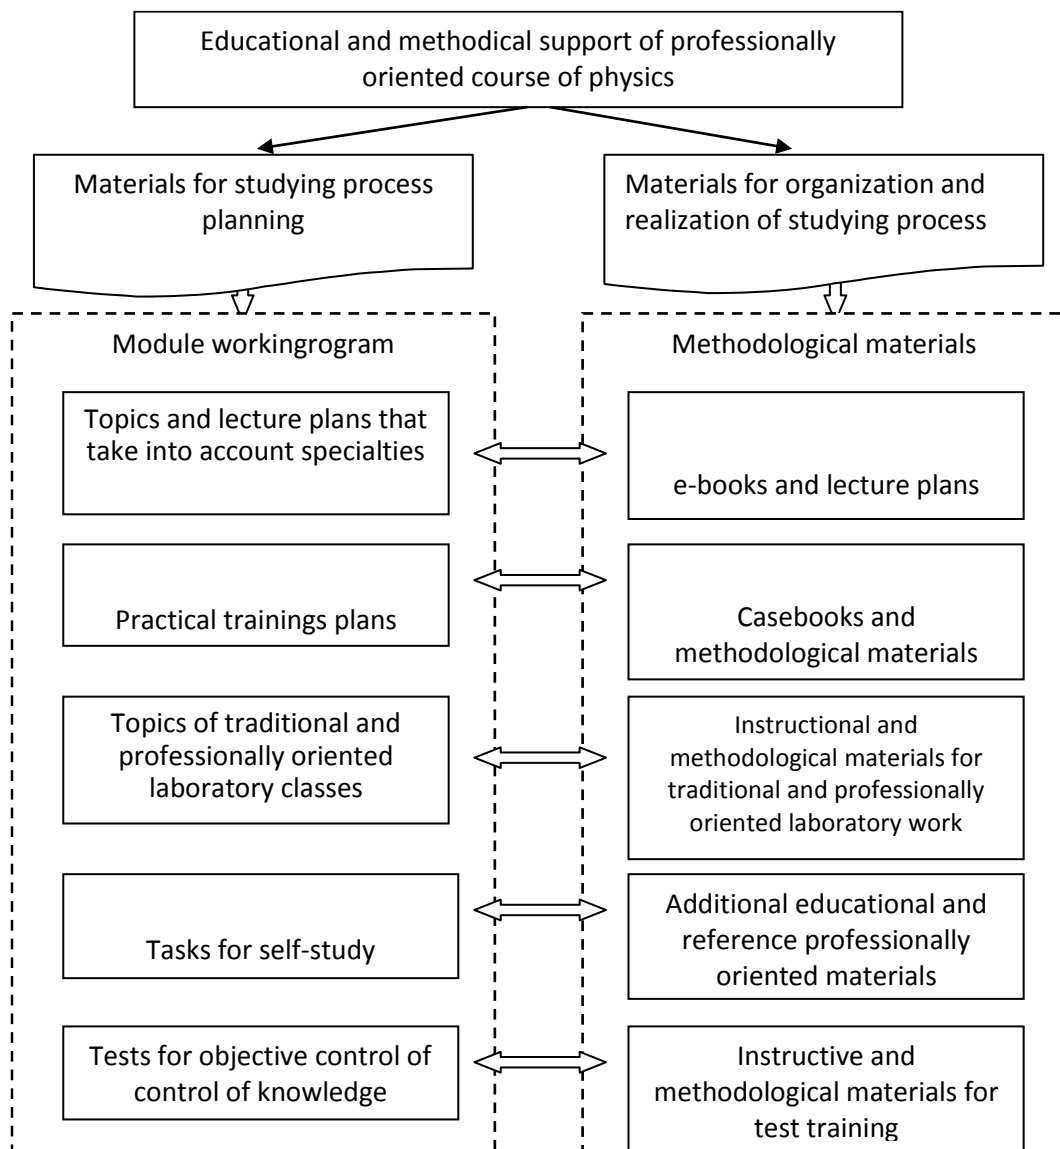 Educational and methodical support of professionally
oriented course of physics
Materials for studying process
planning
Materials for organization and
realization of studying process
Module workingrogram
Methodological materials
Topics and lecture plans that
take into account specialties
e-books and lecture plans
Practical trainings plans
Casebooks and
methodological materials
Topics of traditional and
professionally oriented
laboratory classes
Instructional and
methodological materials for
traditional and professionally
oriented laboratory work
Tasks for self-study
Additional educational and
reference professionally
oriented materials
Tests for objective control of
control of knowledge
Instructive and
methodological materials for
test training